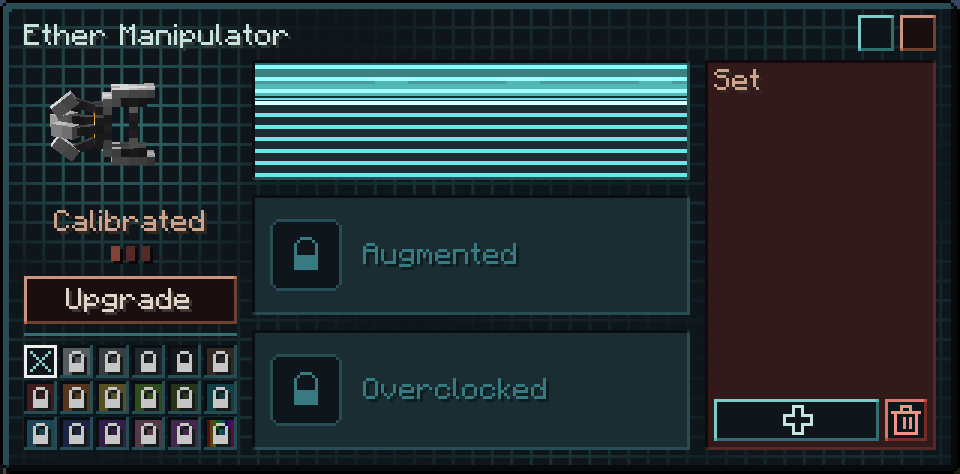 Ether Manipulator
Set
Calibrated
Upgrade
Augmented
Overclocked